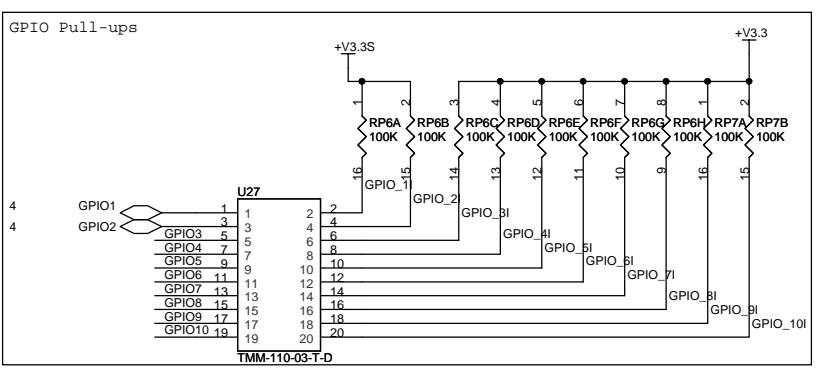 GPIO Pull-ups
+V3.3S
+V3.3
1 2 3 4 5 6 7 8 1 2
RP6A RP6B RP6C RP6D RP6E RP6F RP6G RP6H RP7A RP7B
100K 100K 100K 100K 100K 100K 100K 100K 100K 100K
16 15 14 13 12 11 10 9 16 15
GPIO_1I
GPIO_2I
GPIO_3I
GPIO_4I
GPIO_5I
GPIO_6I
GPIO_7I
GPIO_8I
GPIO_9I
GPIO_10I
U27
4 GPIO1 1 1 2 2
4 GPIO2 3 3 4 4
GPIO3 5 5 6 6
GPIO4 7 7 8 8
GPIO5 9 9 10 10
GPIO6 11 11 12 12
GPIO7 13 13 14 14
GPIO8 15 15 16 16
GPIO9 17 17 18 18
GPIO10 19 19 20 20
TMM-110-03-T-D